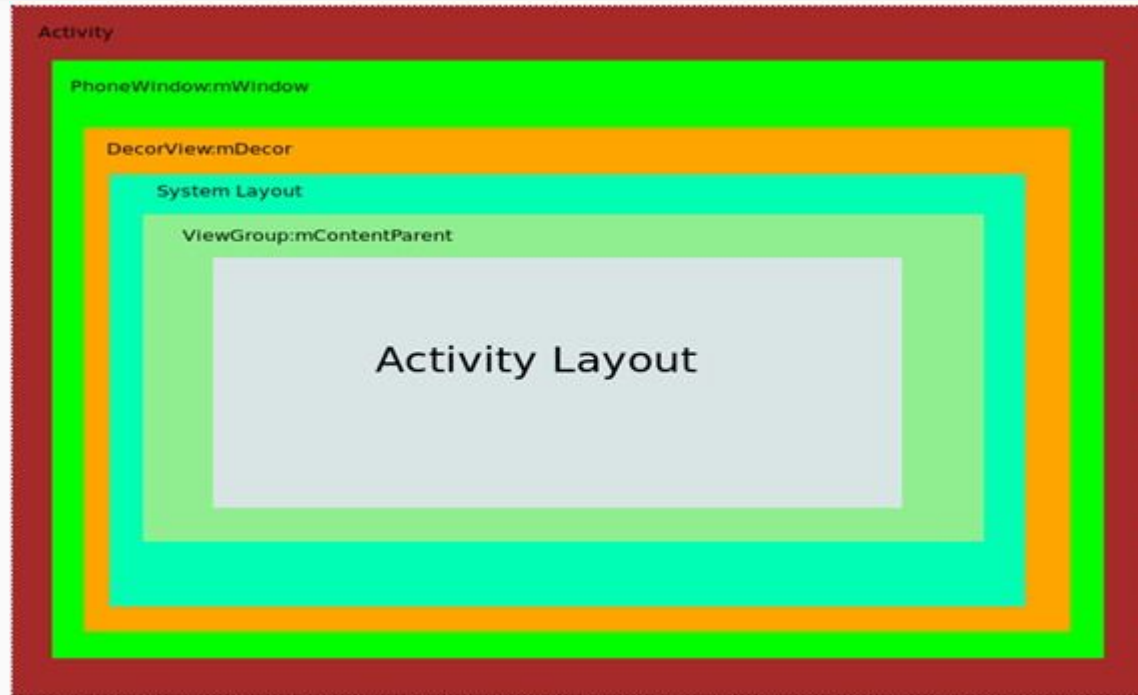 Activity
PhoneWindow:mWindow
DecorView:mDecor
System Layout
ViewGroup:mContentParent
Activity Layout